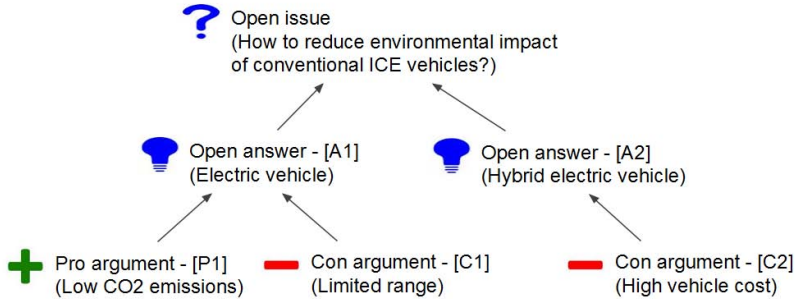 Open issue
(How to reduce environmental impact
of conventional ICE vehicles?)
Open answer - [A1]
(Electric vehicle)
Open answer - [A2]
(Hybrid electric vehicle)
Pro argument - [P1]
(Low CO2 emissions)
Con argument - [C1]
(Limited range)
Con argument - [C2]
(High vehicle cost)